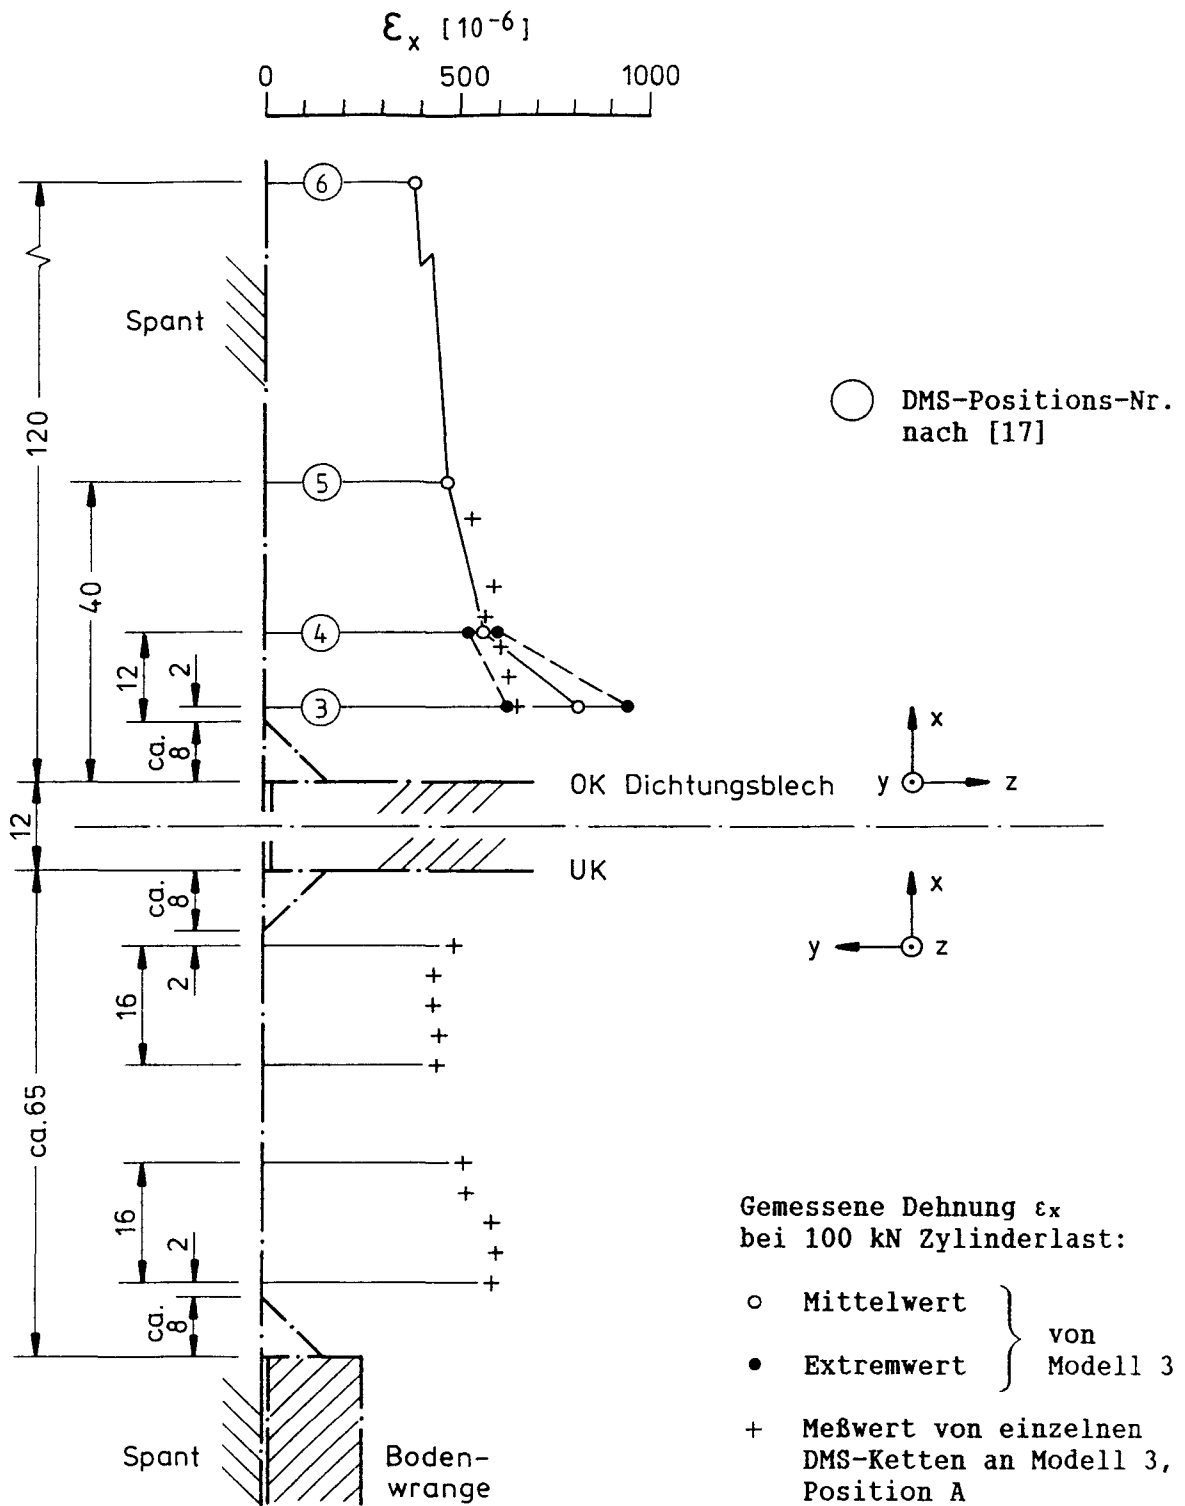 εx [10⁻⁶]
0 500 1000
6
Spant
120
DMS-Positions-Nr.
nach [17]
5
40
4
12
2
3
ca.
8
x
y
z
OK Dichtungsblech
12
UK
ca.
8
x
y
z
2
16
ca.65
16
2
ca.
8
Gemessene Dehnung εx
bei 100 kN Zylinderlast:
Mittelwert
Extremwert
von
Modell 3
+ Meßwert von einzelnen
DMS-Ketten an Modell 3,
Position A
Spant
Boden-
wrange